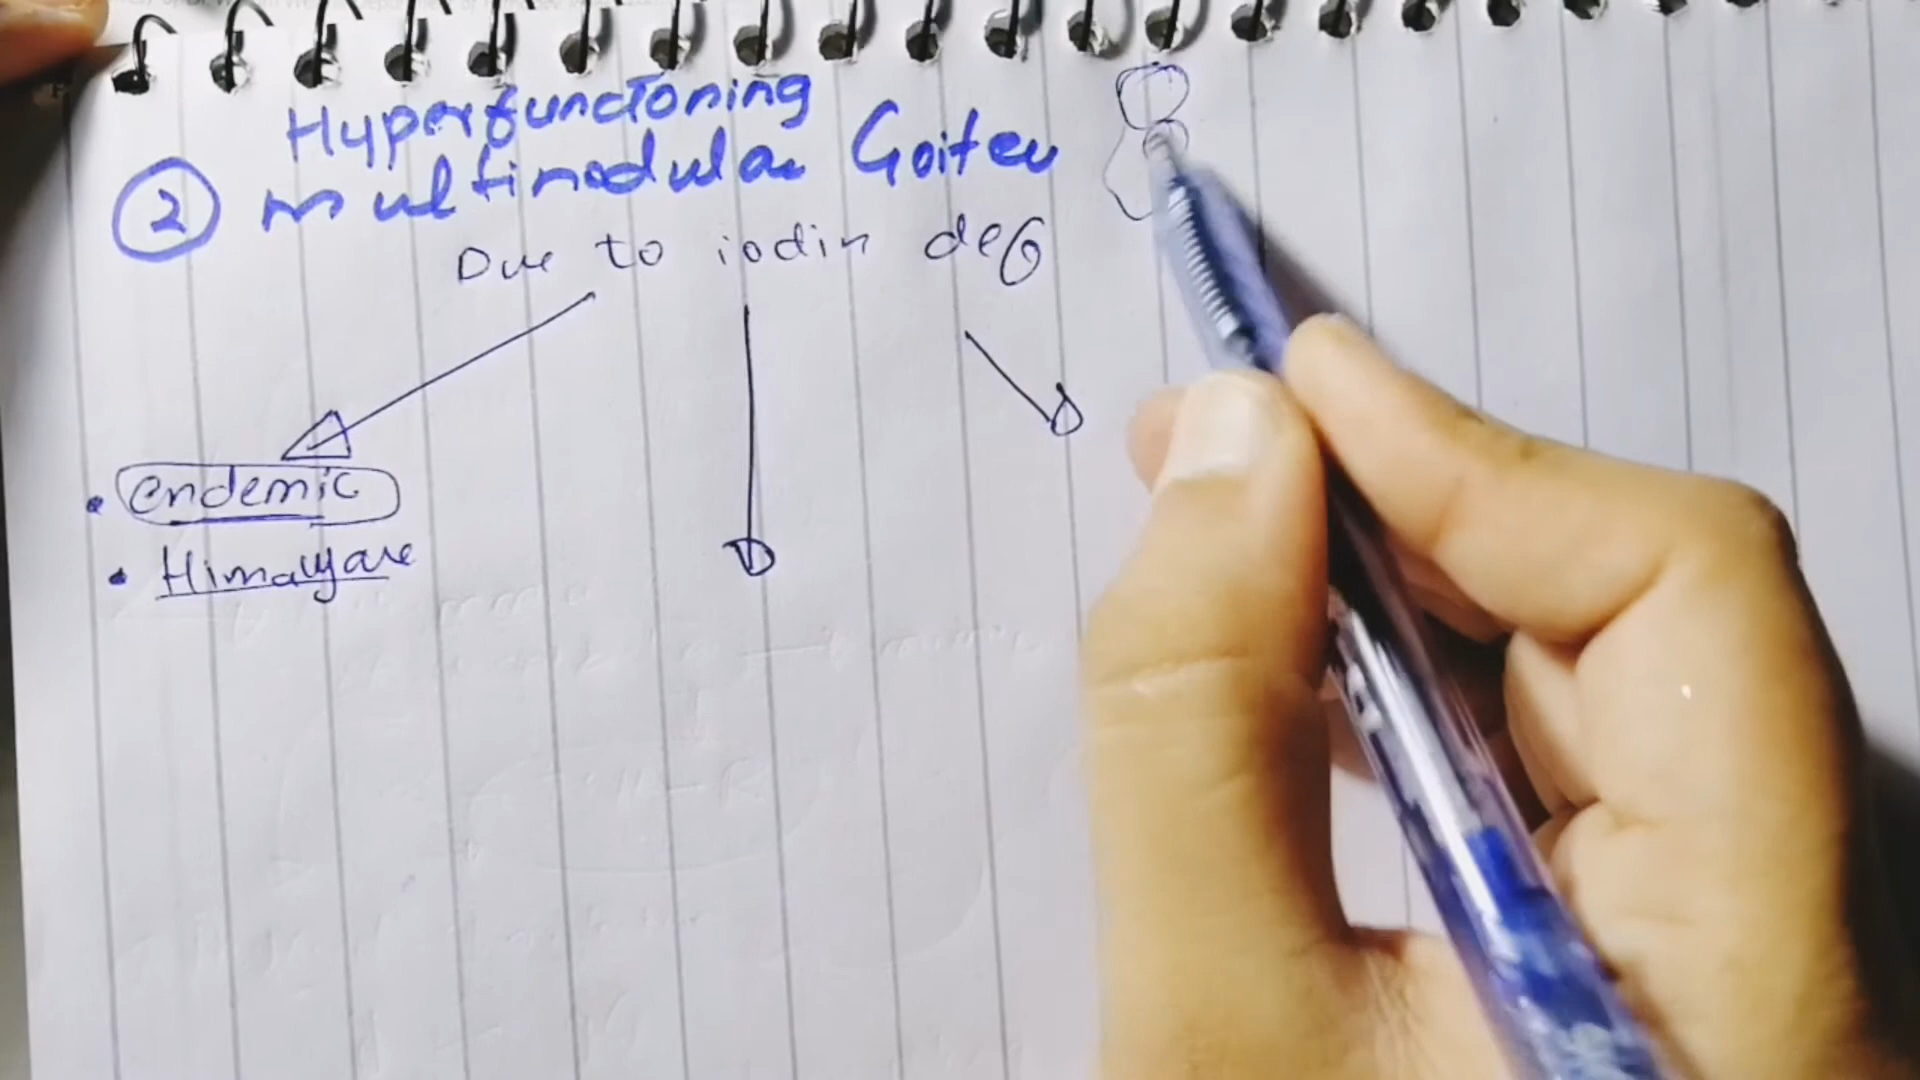 Hyperfunctoning
② multinodular Goiter
Due to iodin def
• endemic
• Himalyare